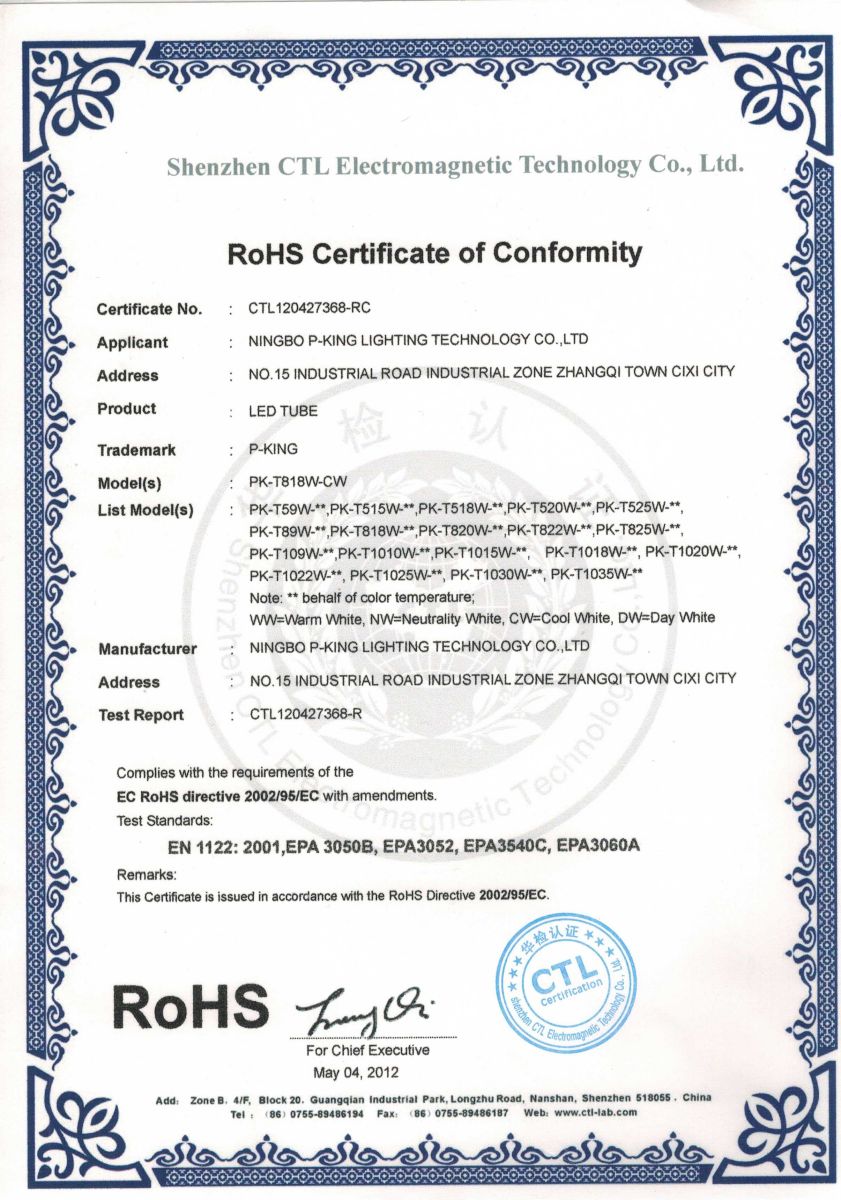 Shenzhen CTL Electromagnetic Technology Co., Ltd.
RoHS Certificate of Conformity
Certificate No. : CTL120427368-RC
Applicant : NINGBO P-KING LIGHTING TECHNOLOGY CO.,LTD
Address : NO.15 INDUSTRIAL ROAD INDUSTRIAL ZONE ZHANGQI TOWN CIXI CITY
Product : LED TUBE
Trademark : P-KING
Model(s) : PK-T818W-CW
List Model(s) : PK-T59W-**,PK-T515W-**,PK-T518W-**,PK-T520W-**,PK-T525W-**,
PK-T89W-**,PK-T818W-**,PK-T820W-**,PK-T822W-**,PK-T825W-**,
PK-T109W-**,PK-T1010W-**,PK-T1015W-**, PK-T1018W-**, PK-T1020W-**,
PK-T1022W-**, PK-T1025W-**, PK-T1030W-**, PK-T1035W-**
Note: ** behalf of color temperature;
WW=Warm White, NW=Neutrality White, CW=Cool White, DW=Day White
Manufacturer : NINGBO P-KING LIGHTING TECHNOLOGY CO.,LTD
Address : NO.15 INDUSTRIAL ROAD INDUSTRIAL ZONE ZHANGQI TOWN CIXI CITY
Test Report : CTL120427368-R
华检认证
Shenzhen CTL Electromagnetic Technology Co.,
Complies with the requirements of the
EC RoHS directive 2002/95/EC with amendments.
Test Standards:
EN 1122: 2001,EPA 3050B, EPA3052, EPA3540C, EPA3060A
Remarks:
This Certificate is issued in accordance with the RoHS Directive 2002/95/EC.
华检认证
CTL
certification
shenzhen CTL Electromagnetic Technology Co., Ltd
RoHS
For Chief Executive
May 04, 2012
Add: Zone B. 4/F, Block 20. Guangqian Industrial Park, Longzhu Road, Nanshan, Shenzhen 518055 . China
Tel : (86) 0755-89486194 Fax: (86) 0755-89486187 Web: www.ctl-lab.com